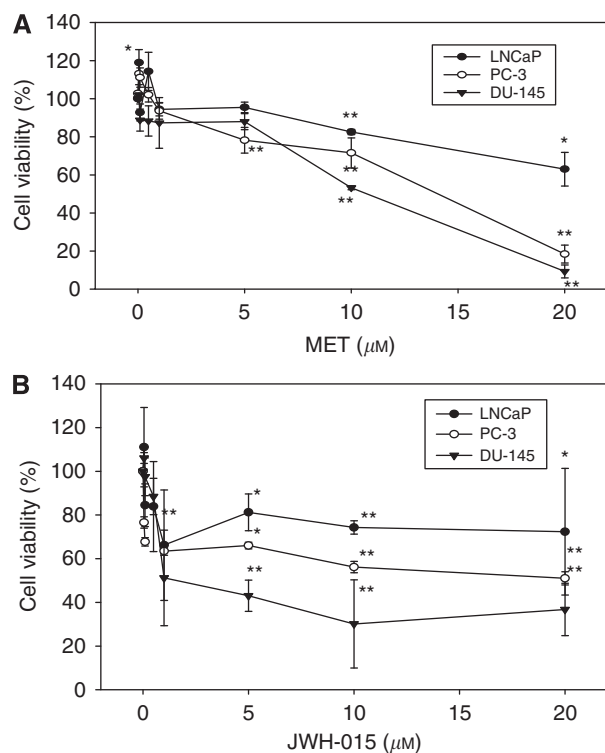 A
140
120
100
80
60
40
20
0
Cell viability (%)
*
LNCaP
PC-3
DU-145
**
*
**
**
**
**
**
0 5 10 15 20
MET (μM)
B
140
120
100
80
60
40
20
0
Cell viability (%)
LNCaP
PC-3
DU-145
*
**
*
**
*
**
**
**
**
**
0 5 10 15 20
JWH-015 (μM)